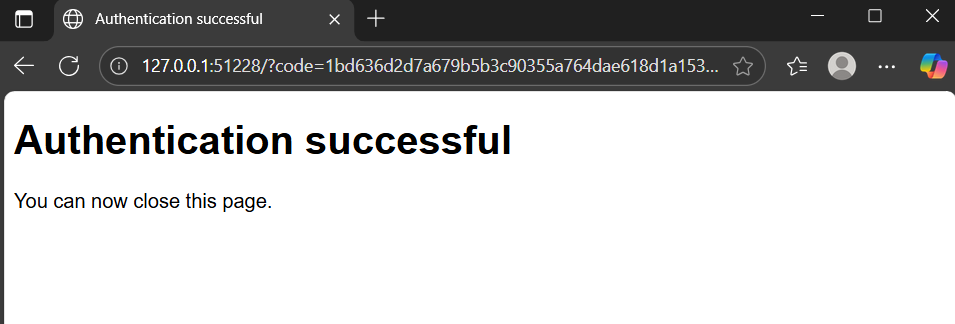 Authentication successful
127.0.0.1:51228/?code=1bd636d2d7a679b5b3c90355a764dae618d1a153...
Authentication successful
You can now close this page.